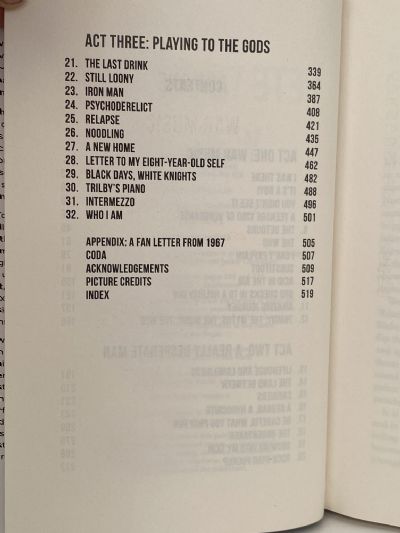 ACT THREE: PLAYING TO THE GODS
21. THE LAST DRINK 339
22. STILL LOONY 364
23. IRON MAN 387
24. PSYCHODERELICT 408
25. RELAPSE 421
26. NOODLING 435
27. A NEW HOME 447
28. LETTER TO MY EIGHT-YEAR-OLD SELF 462
29. BLACK DAYS, WHITE KNIGHTS 482
30. TRILBY'S PIANO 488
31. INTERMEZZO 496
32. WHO I AM 501
APPENDIX: A FAN LETTER FROM 1967 505
CODA 507
ACKNOWLEDGEMENTS 509
PICTURE CREDITS 517
INDEX 519